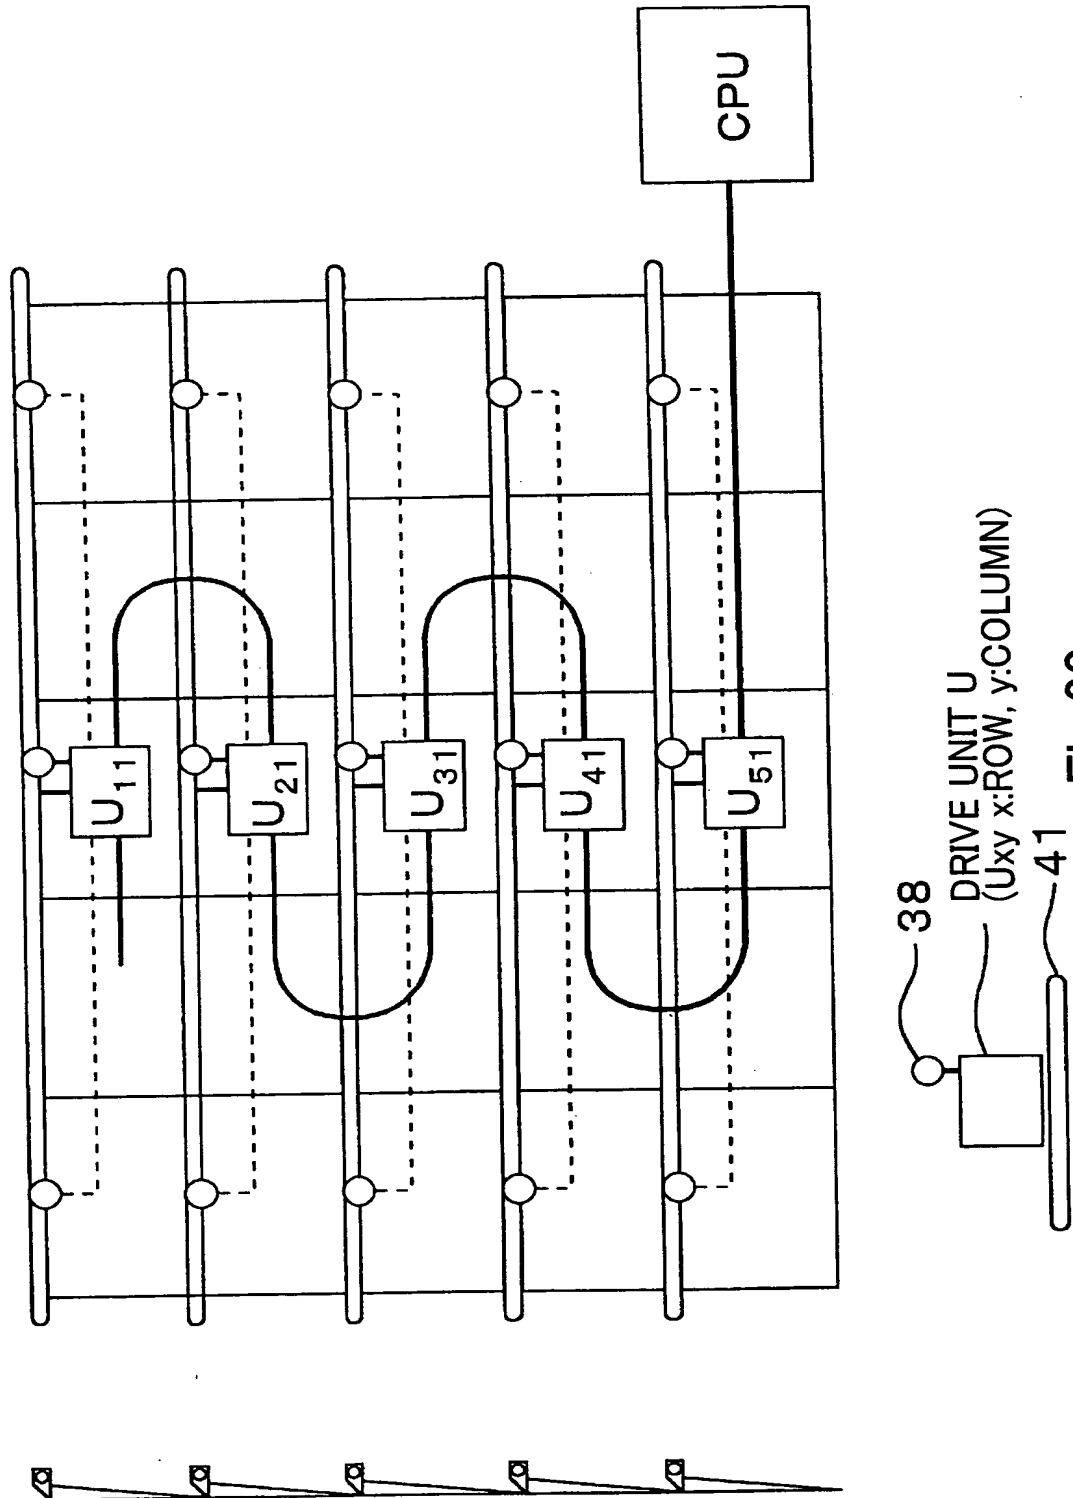 CPU
U11
U21
U31
U41
U51
38
DRIVE UNIT U
(Uxy x:ROW, y:COLUMN)
41